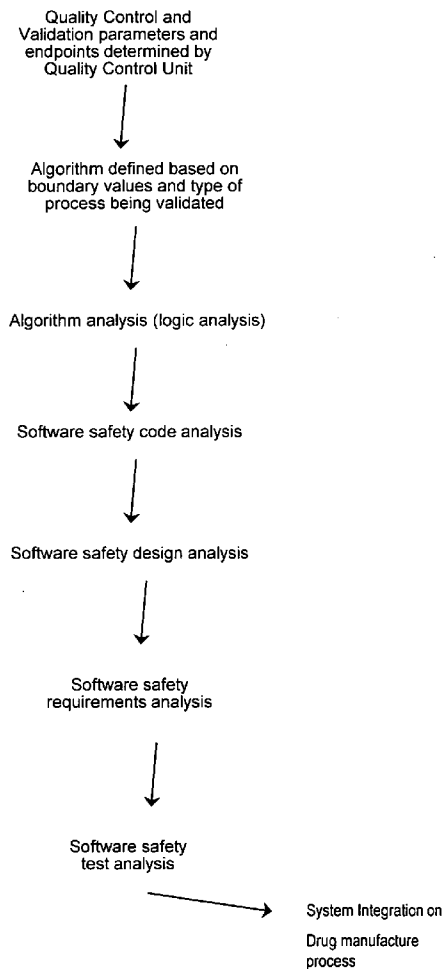 Quality Control and
Validation parameters and
endpoints determined by
Quality Control Unit
Algorithm defined based on
boundary values and type of
process being validated
Algorithm analysis (logic analysis)
Software safety code analysis
Software safety design analysis
Software safety
requirements analysis
Software safety
test analysis
System Integration on
Drug manufacture
process